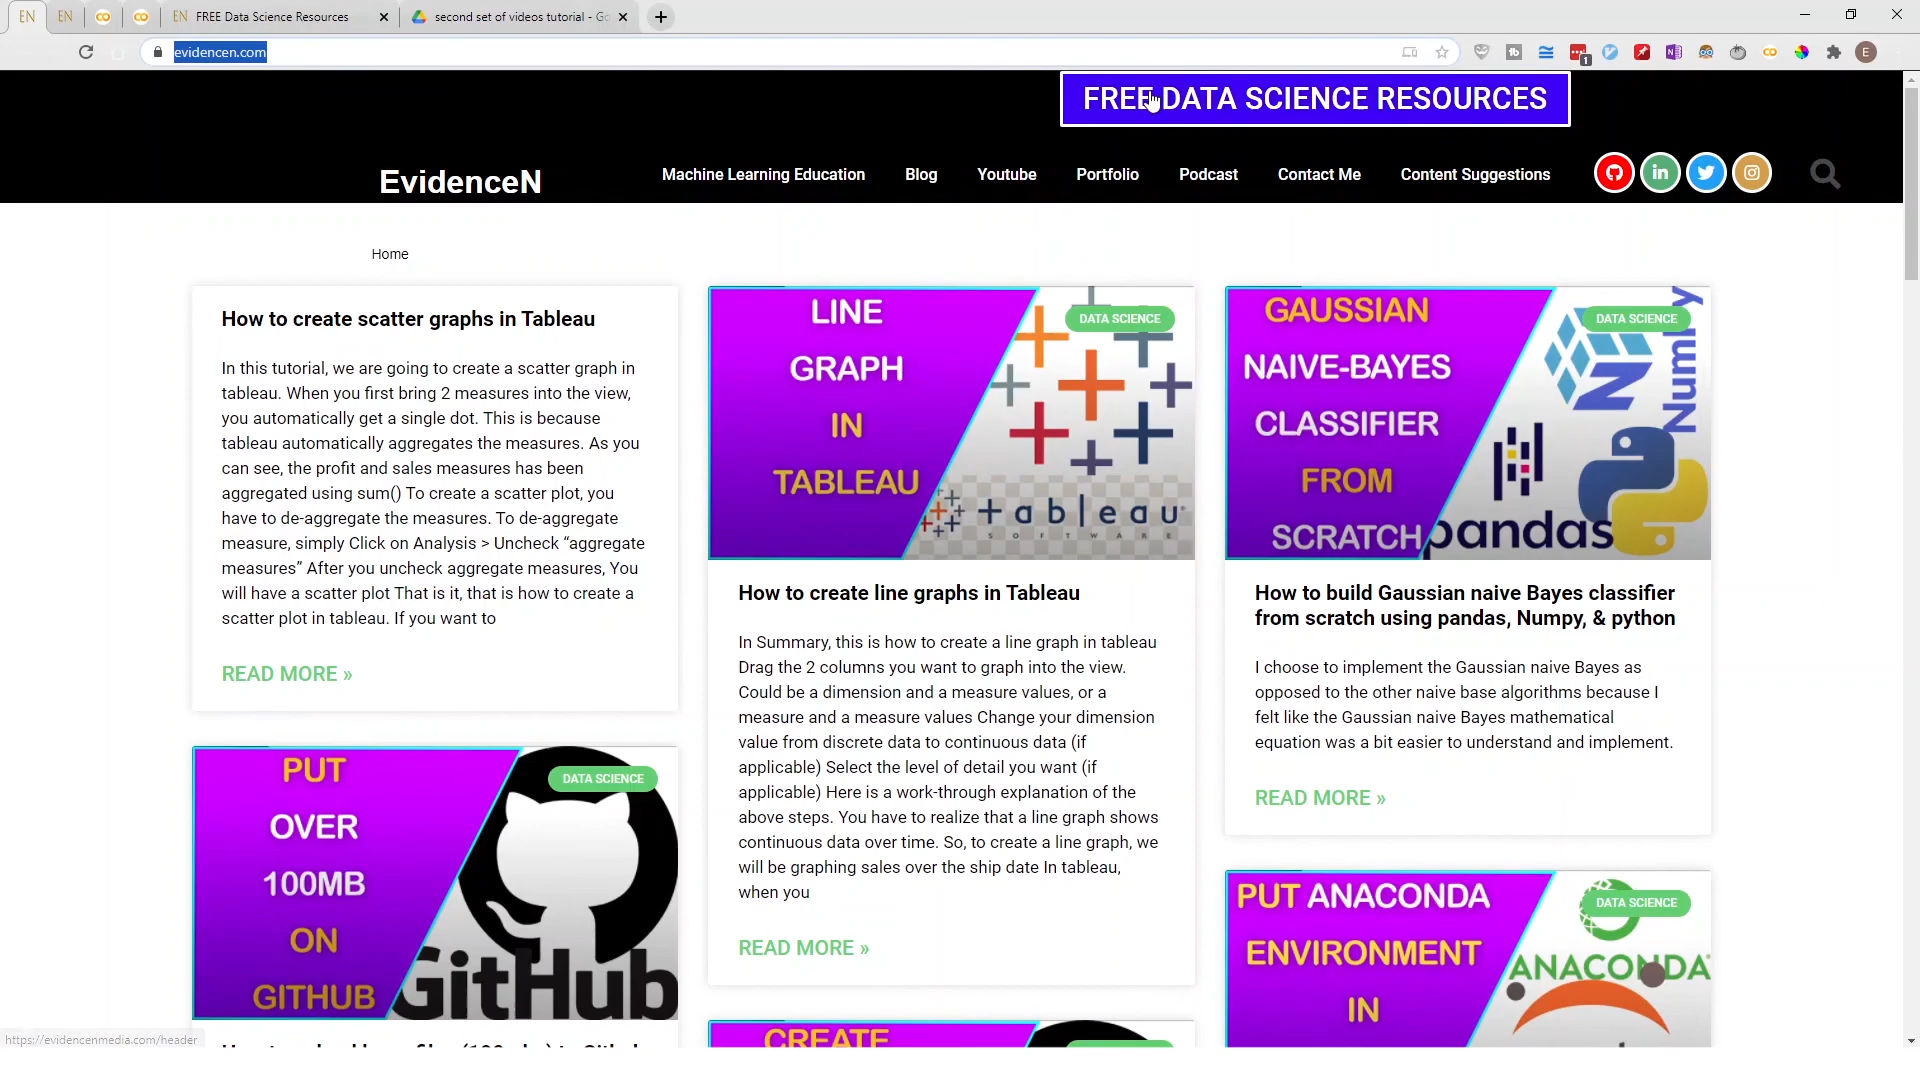 EN
EN
EN FREE Data Science Resources
second set of videos tutorial - Go
evidencen.com
1
E
FREE DATA SCIENCE RESOURCES
EvidenceN
Machine Learning Education
Blog
Youtube
Portfolio
Podcast
Contact Me
Content Suggestions
Home
How to create scatter graphs in Tableau
In this tutorial, we are going to create a scatter graph in
tableau. When you first bring 2 measures into the view,
you automatically get a single dot. This is because
tableau automatically aggregates the measures. As you
can see, the profit and sales measures has been
aggregated using sum() To create a scatter plot, you
have to de-aggregate the measures. To de-aggregate
measure, simply Click on Analysis > Uncheck “aggregate
measures” After you uncheck aggregate measures, You
will have a scatter plot That is it, that is how to create a
scatter plot in tableau. If you want to
READ MORE »
PUT
OVER
100MB
ON
GITHUB
DATA SCIENCE
GitHub
LINE
GRAPH
IN
TABLEAU
DATA SCIENCE
+ableau
SOFTWARE
How to create line graphs in Tableau
In Summary, this is how to create a line graph in tableau
Drag the 2 columns you want to graph into the view.
Could be a dimension and a measure values, or a
measure and a measure values Change your dimension
value from discrete data to continuous data (if
applicable) Select the level of detail you want (if
applicable) Here is a work-through explanation of the
above steps. You have to realize that a line graph shows
continuous data over time. So, to create a line graph, we
will be graphing sales over the ship date In tableau,
when you
READ MORE »
CREATE
GAUSSIAN
NAIVE-BAYES
CLASSIFIER
FROM
SCRATCH
DATA SCIENCE
NumPy
pandas
How to build Gaussian naive Bayes classifier
from scratch using pandas, Numpy, & python
I choose to implement the Gaussian naive Bayes as
opposed to the other naive base algorithms because I
felt like the Gaussian naive Bayes mathematical
equation was a bit easier to understand and implement.
READ MORE »
PUT ANACONDA
ENVIRONMENT
IN
DATA SCIENCE
ANACONDA
https://evidencenmedia.com/header